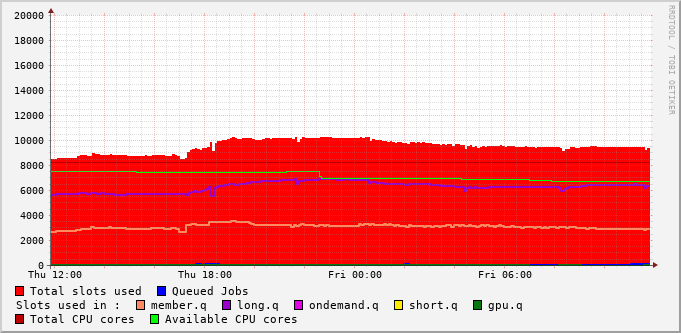 20000
18000
16000
14000
12000
10000
8000
6000
4000
2000
0
Thu 12:00 Thu 18:00 Fri 00:00 Fri 06:00
RRDTOOL / TOBI OETIKER
Total slots used Queued Jobs
Slots used in : member.q long.q ondemand.q short.q gpu.q
Total CPU cores Available CPU cores